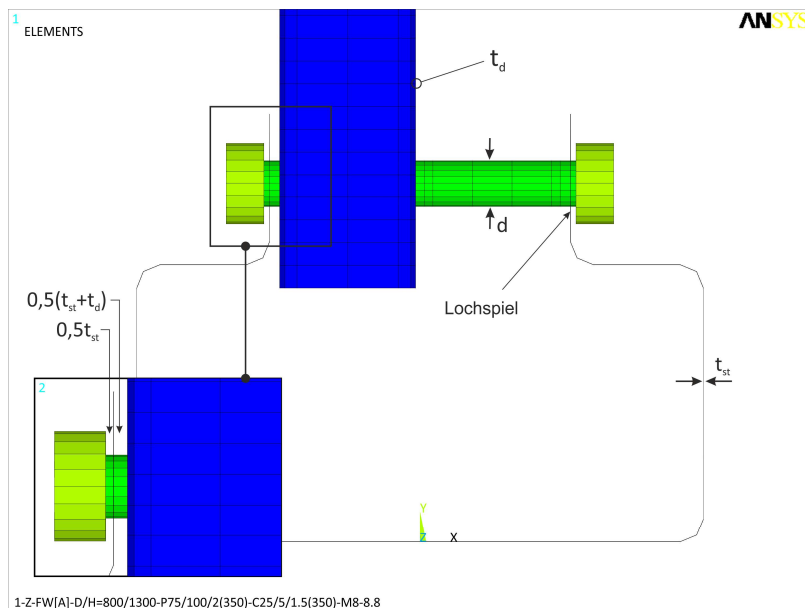 1
ANSYS
ELEMENTS
t_d
d
Lochspiel
0,5(t_st+t_d)
0,5t_st
t_st
2
Y
Z X
1-Z-FW[A]-D/H=800/1300-P75/100/2(350)-C25/5/1.5(350)-M8-8.8